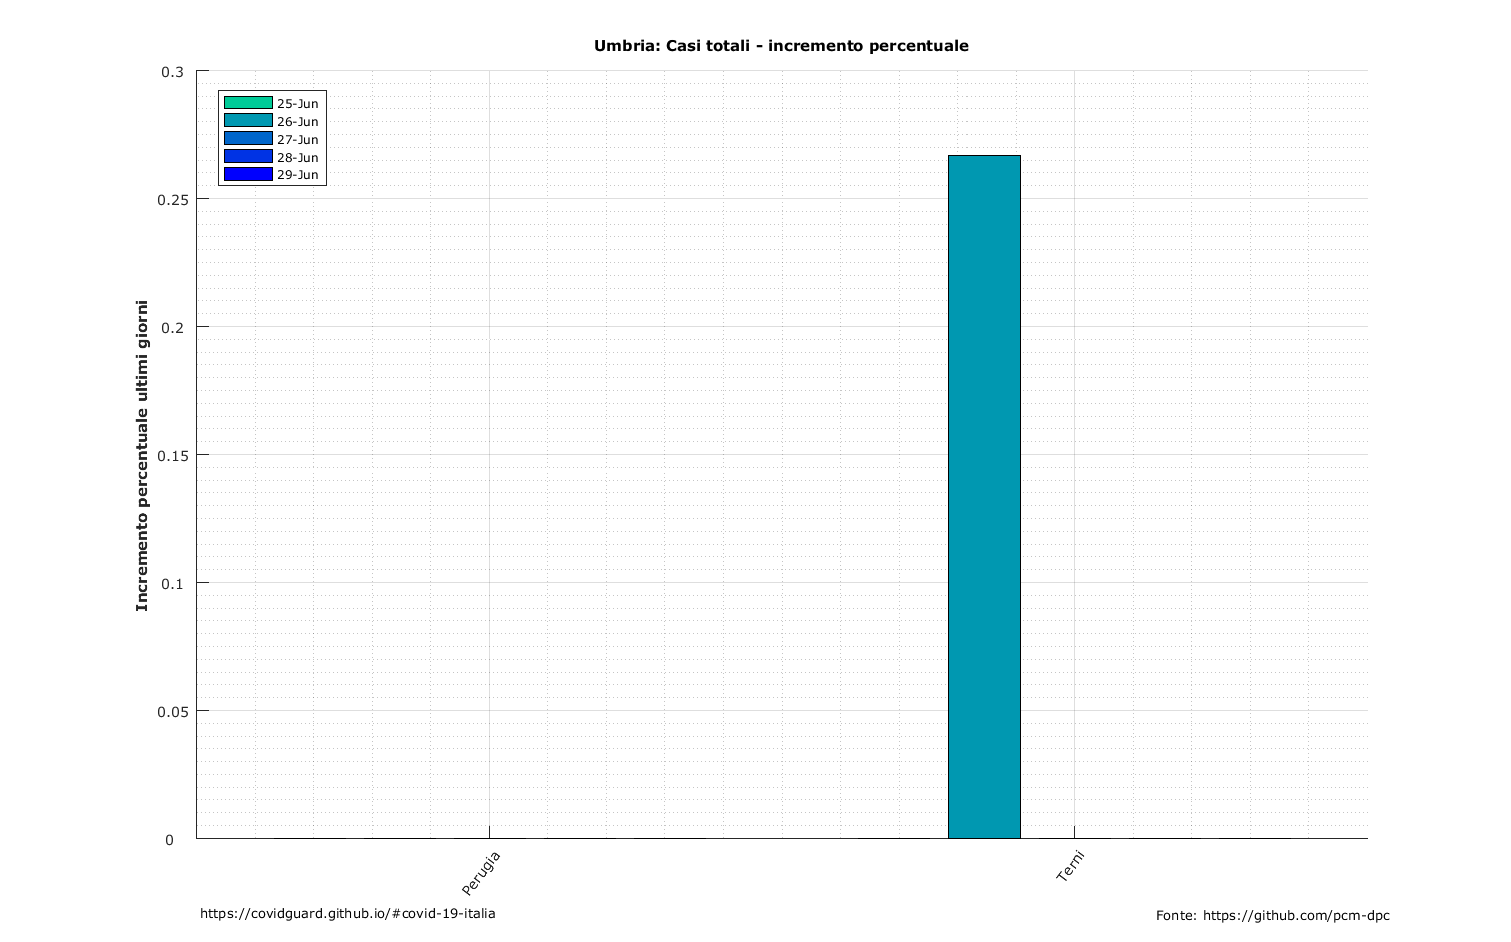 Umbria: Casi totali - incremento percentuale
0.3
0.25
0.2
0.15
0.1
0.05
0
Incremento percentuale ultimi giorni
25-Jun
26-Jun
27-Jun
28-Jun
29-Jun
Perugia
Terni
https://covidguard.github.io/#covid-19-italia
Fonte: https://github.com/pcm-dpc